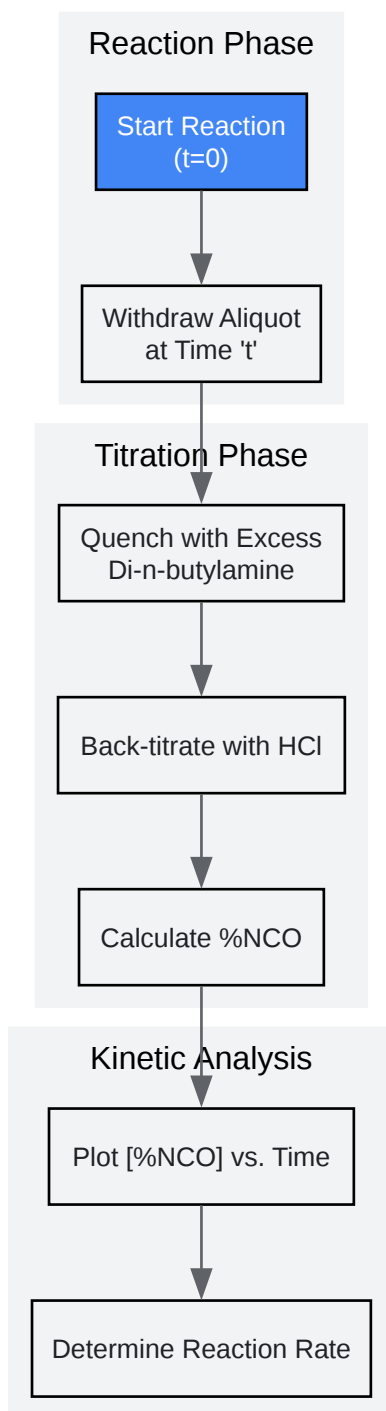 Reaction Phase
Start Reaction
(t=0)
Withdraw Aliquot
at Time 't'
Titration Phase
Quench with Excess
Di-n-butylamine
Back-titrate with HCl
Calculate %NCO
Kinetic Analysis
Plot [%NCO] vs. Time
Determine Reaction Rate